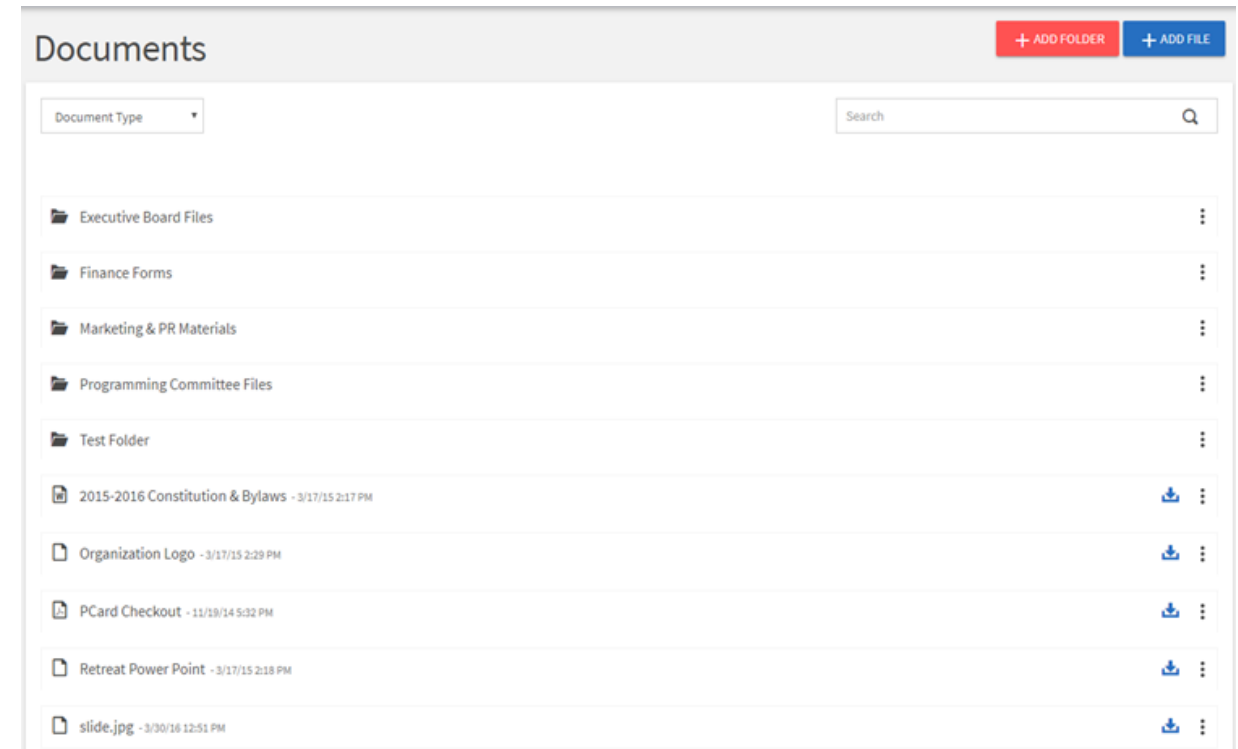 Documents
+ ADD FOLDER
+ ADD FILE
Document Type
Search
Executive Board Files
Finance Forms
Marketing & PR Materials
Programming Committee Files
Test Folder
2015-2016 Constitution & Bylaws - 3/17/15 2:17 PM
Organization Logo - 3/17/15 2:29 PM
PCard Checkout - 11/19/14 5:32 PM
Retreat Power Point - 3/17/15 2:18 PM
slide.jpg - 3/30/16 12:51 PM